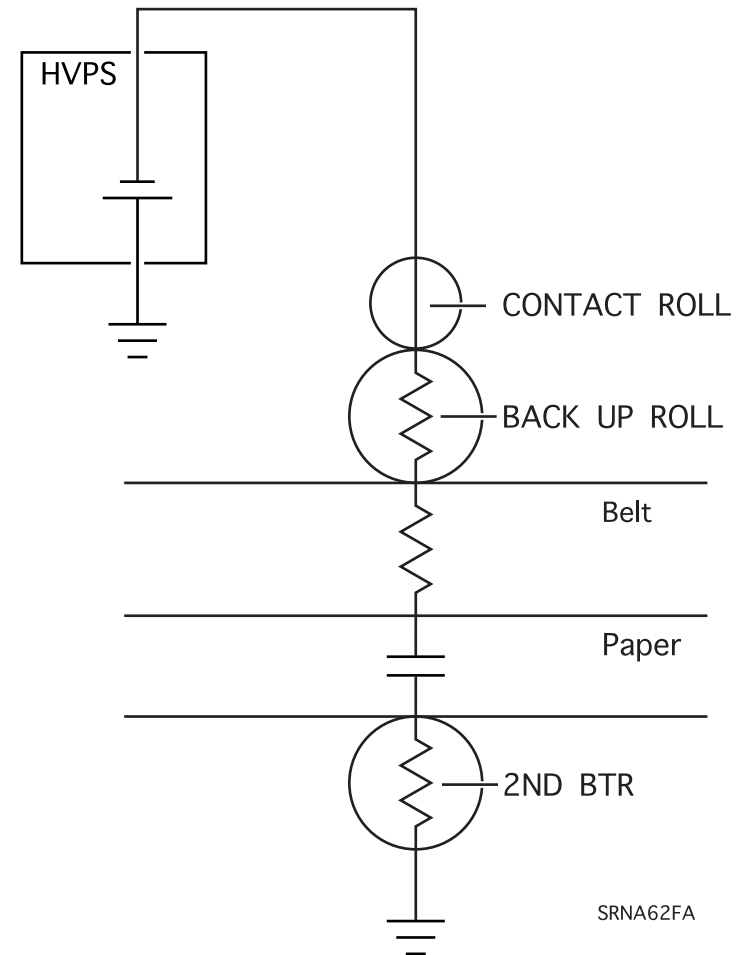 HVPS
CONTACT ROLL
BACK UP ROLL
Belt
Paper
2ND BTR
SRNA62FA